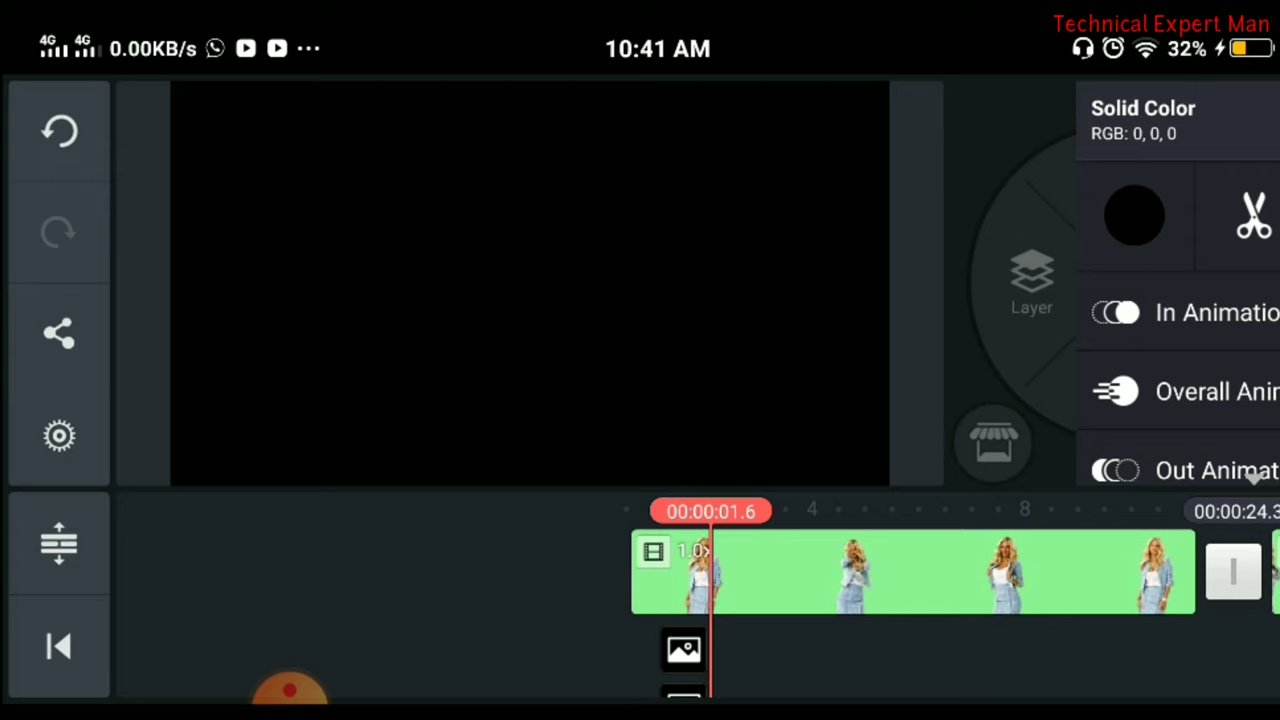 Technical Expert Man
4G 4G 0.00KB/s 10:41 AM 32%
Solid Color
RGB: 0, 0, 0
Layer
In Animatio
Overall Anir
Out Animat
00:00:01.6 4 8 00:00:24.3
1.0x